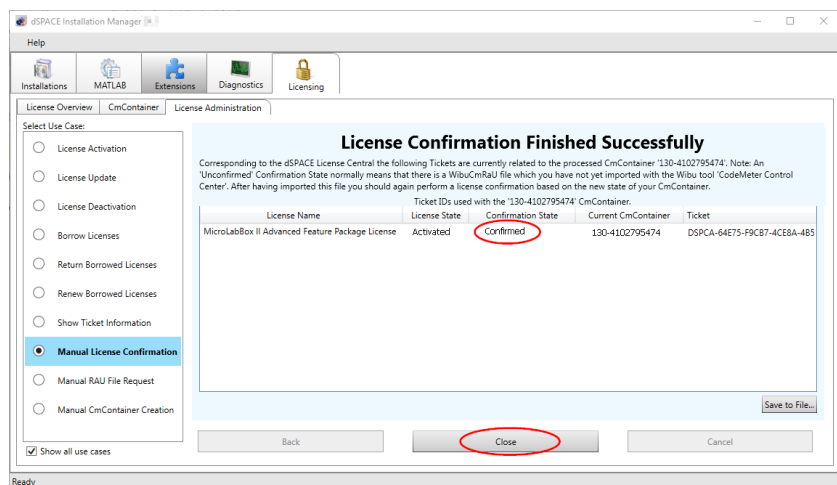 dSPACE Installation Manager
Help
Installations
MATLAB
Extensions
Diagnostics
Licensing
License Overview
CmContainer
License Administration
Select Use Case:
License Activation
License Update
License Deactivation
Borrow Licenses
Return Borrowed Licenses
Renew Borrowed Licenses
Show Ticket Information
Manual License Confirmation
Manual RAU File Request
Manual CmContainer Creation
Show all use cases
License Confirmation Finished Successfully
Corresponding to the dSPACE License Central the following Tickets are currently related to the processed CmContainer '130-4102795474'. Note: An
'Unconfirmed' Confirmation State normally means that there is a WibuCmRaU file which you have not yet imported with the Wibu tool 'CodeMeter Control
Center'. After having imported this file you should again perform a license confirmation based on the new state of your CmContainer.
Ticket IDs used with the '130-4102795474' CmContainer.
License Name License State Confirmation State Current CmContainer Ticket
MicroLabBox II Advanced Feature Package License Activated Confirmed 130-4102795474 DSPCA-64E75-F9CB7-4CE8A-4B5
Save to File...
Back
Close
Cancel
Ready